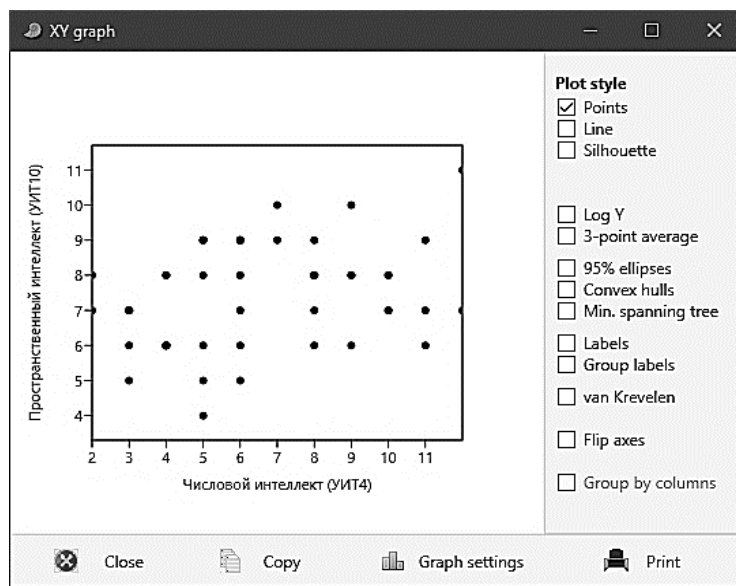 XY graph
Plot style
Points
Line
Silhouette
Log Y
3-point average
95% ellipses
Convex hulls
Min. spanning tree
Labels
Group labels
van Krevelen
Flip axes
Group by columns
Пространственный интеллект (УИТ10)
11
10
9
8
7
6
5
4
2 3 4 5 6 7 8 9 10 11
Числовой интеллект (УИТ4)
Close Copy Graph settings Print